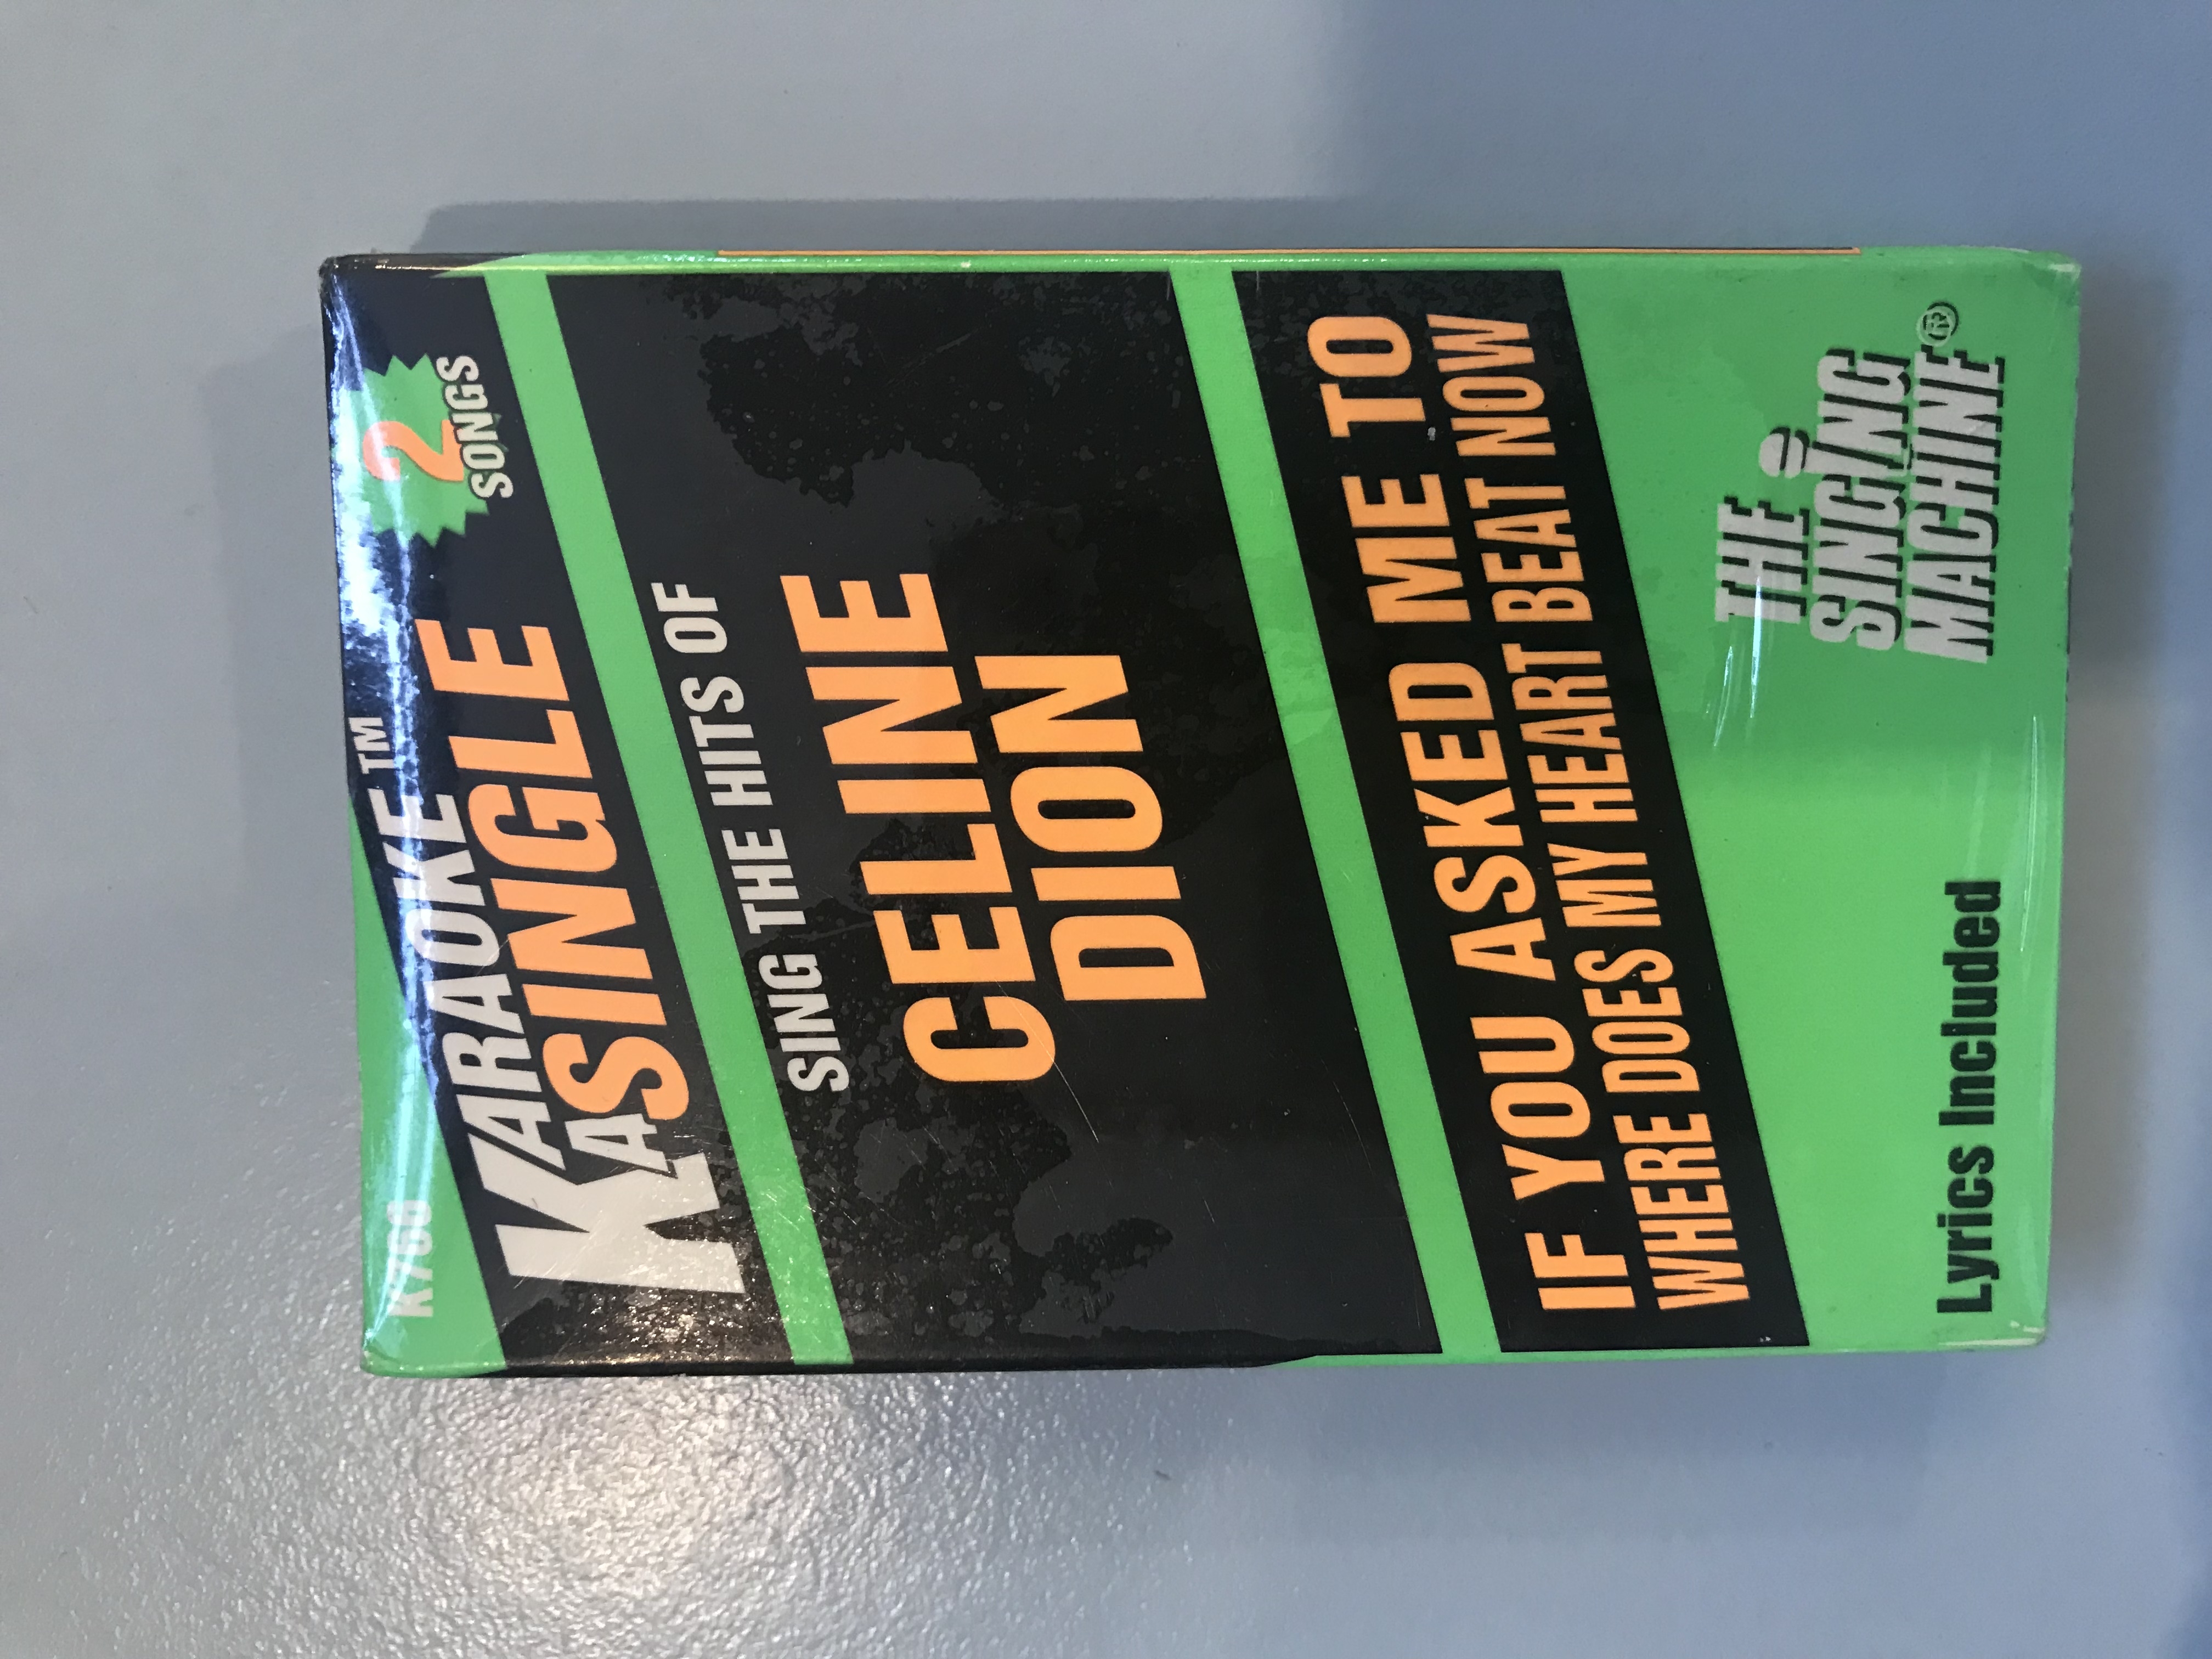 K768
KARAOKE™
KASINGLE
2
SONGS
SING THE HITS OF
CELINE
DION
IF YOU ASKED ME TO
WHERE DOES MY HEART BEAT NOW
THE
SINGING
MACHINE®
Lyrics Included